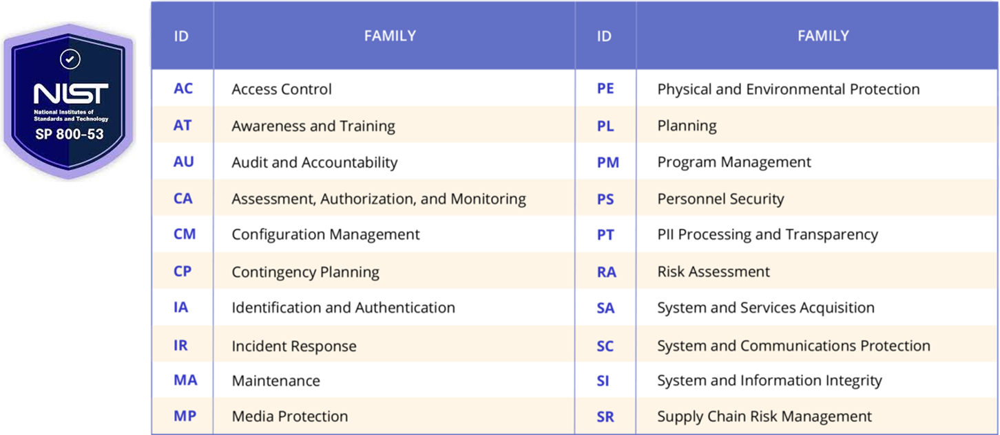 NIST
National Institutes of
Standards and Technology
SP 800-53
ID FAMILY ID FAMILY
AC Access Control PE Physical and Environmental Protection
AT Awareness and Training PL Planning
AU Audit and Accountability PM Program Management
CA Assessment, Authorization, and Monitoring PS Personnel Security
CM Configuration Management PT PII Processing and Transparency
CP Contingency Planning RA Risk Assessment
IA Identification and Authentication SA System and Services Acquisition
IR Incident Response SC System and Communications Protection
MA Maintenance SI System and Information Integrity
MP Media Protection SR Supply Chain Risk Management